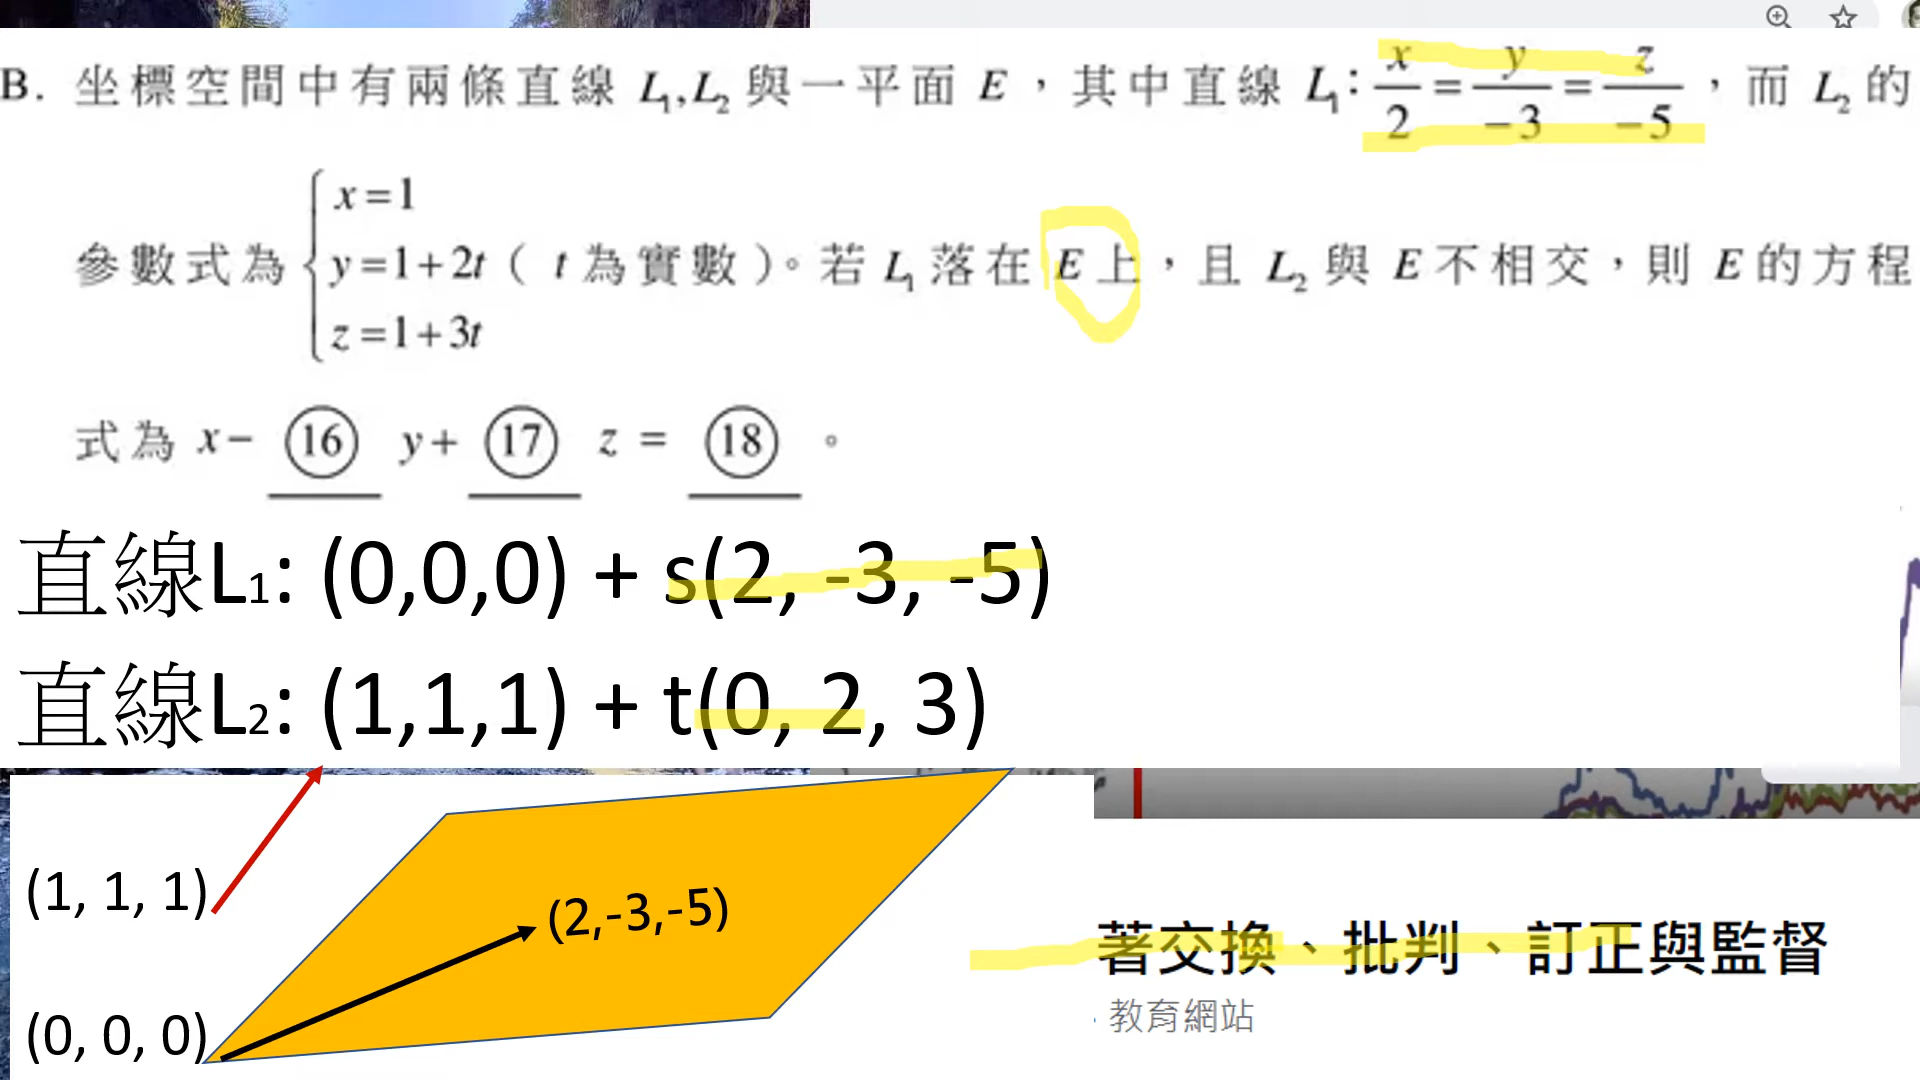 B. 坐標空間中有兩條直線 L₁,L₂ 與一平面 E，其中直線 L₁: x/2 = y/-3 = z/-5，而 L₂ 的
參數式為 { x=1
y=1+2t
z=1+3t
（ t 為實數）。若 L₁ 落在 E 上，且 L₂ 與 E 不相交，則 E 的方程
式為 x− ⑯ y+ ⑰ z = ⑱ 。
直線L₁: (0,0,0) + s(2, -3, -5)
直線L₂: (1,1,1) + t(0, 2, 3)
(1, 1, 1)
(2,-3,-5)
(0, 0, 0)
著交換、批判、訂正與監督
教育網站